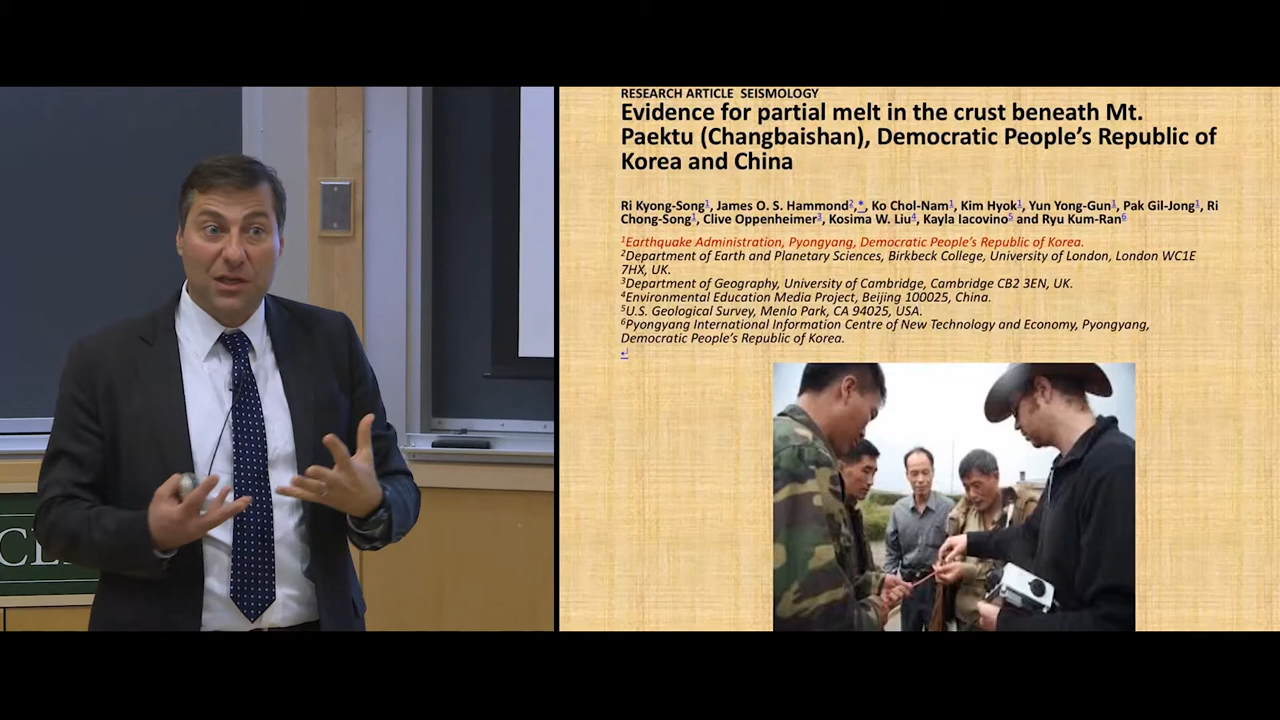 RESEARCH ARTICLE SEISMOLOGY
Evidence for partial melt in the crust beneath Mt.
Paektu (Changbaishan), Democratic People's Republic of
Korea and China
Ri Kyong-Song1, James O. S. Hammond2,*, Ko Chol-Nam1, Kim Hyok1, Yun Yong-Gun1, Pak Gil-Jong1, Ri
Chong-Song1, Clive Oppenheimer3, Kosima W. Liu4, Kayla Iacovino5 and Ryu Kum-Ran6
1Earthquake Administration, Pyongyang, Democratic People's Republic of Korea.
2Department of Earth and Planetary Sciences, Birkbeck College, University of London, London WC1E
7HX, UK.
3Department of Geography, University of Cambridge, Cambridge CB2 3EN, UK.
4Environmental Education Media Project, Beijing 100025, China.
5U.S. Geological Survey, Menlo Park, CA 94025, USA.
6Pyongyang International Information Centre of New Technology and Economy, Pyongyang,
Democratic People's Republic of Korea.
↵